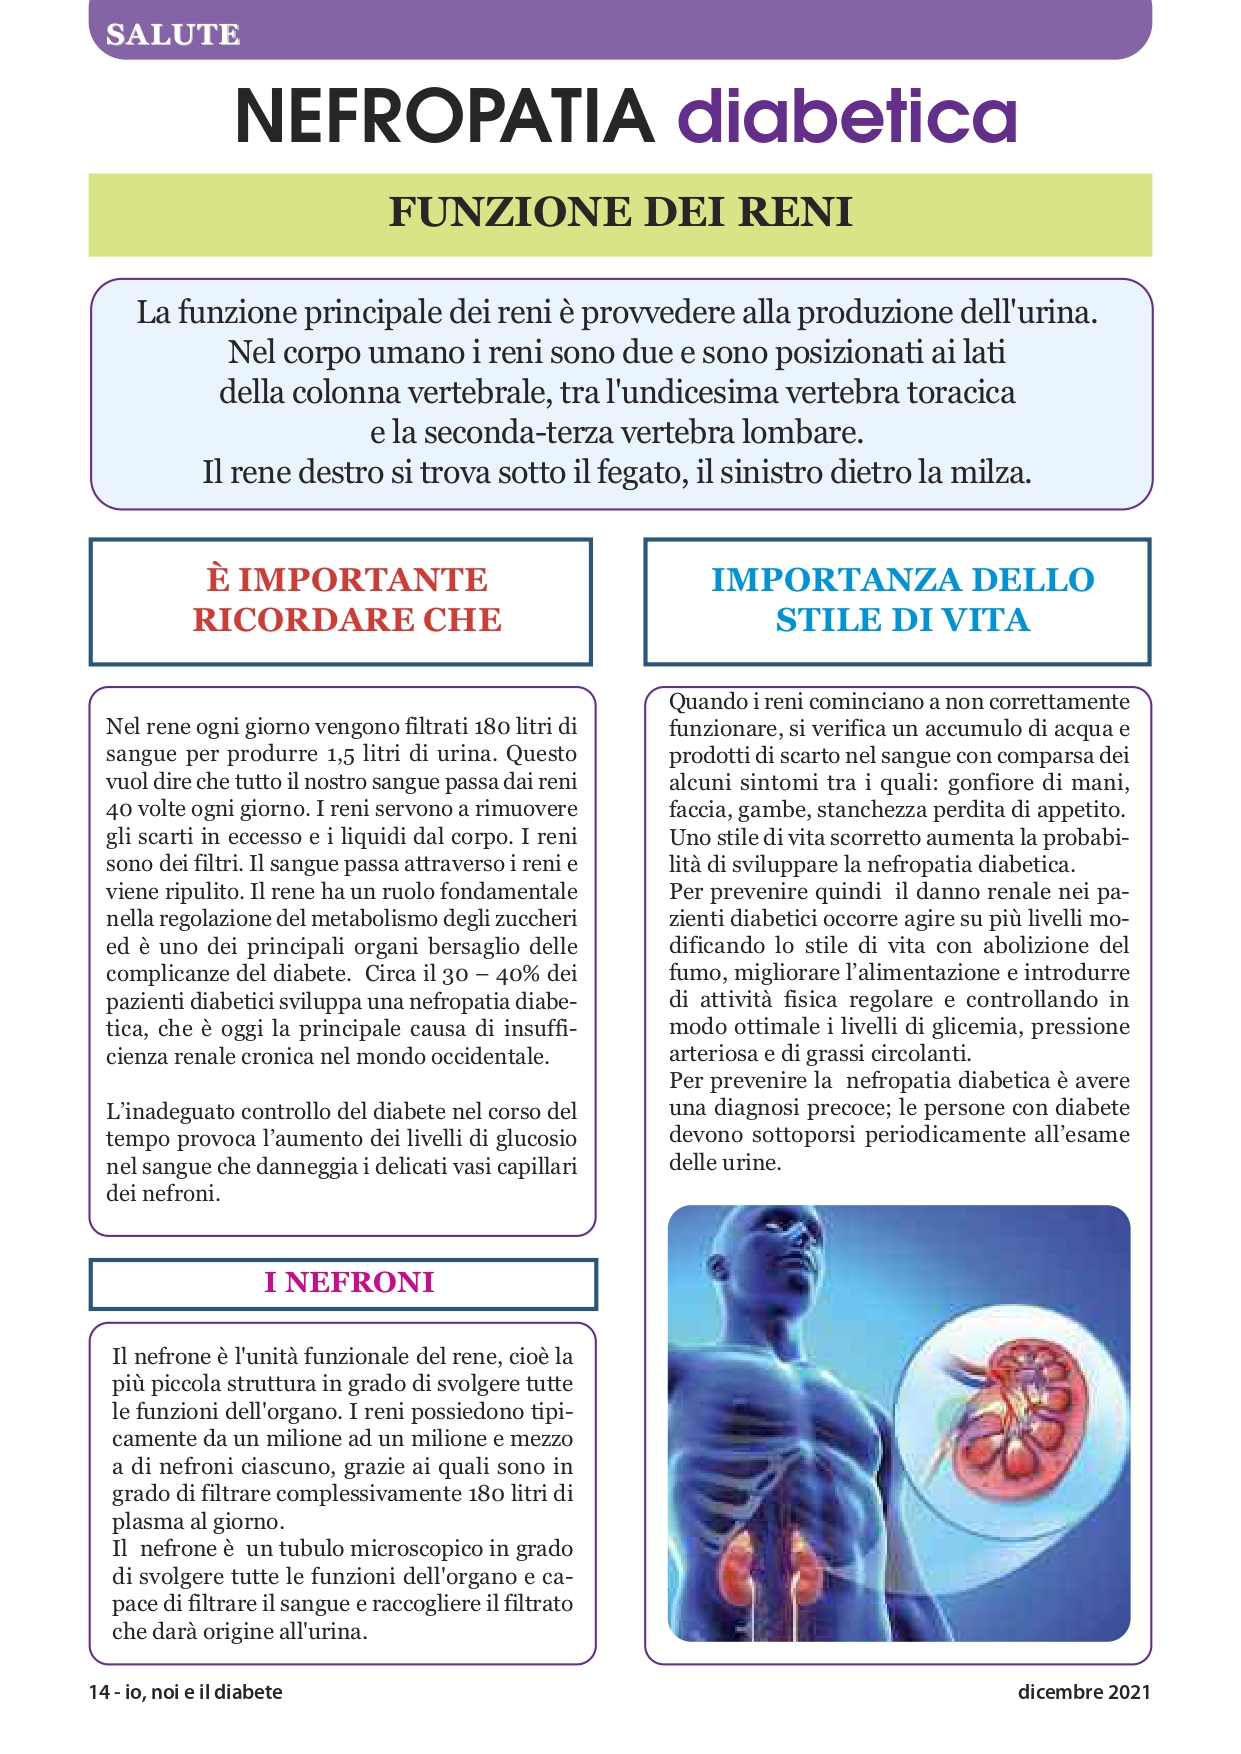 SALUTE
NEFROPATIA diabetica
FUNZIONE DEI RENI
La funzione principale dei reni è provvedere alla produzione dell'urina.
Nel corpo umano i reni sono due e sono posizionati ai lati
della colonna vertebrale, tra l'undicesima vertebra toracica
e la seconda-terza vertebra lombare.
Il rene destro si trova sotto il fegato, il sinistro dietro la milza.
È IMPORTANTE
RICORDARE CHE
Nel rene ogni giorno vengono filtrati 180 litri di
sangue per produrre 1,5 litri di urina. Questo
vuol dire che tutto il nostro sangue passa dai reni
40 volte ogni giorno. I reni servono a rimuovere
gli scarti in eccesso e i liquidi dal corpo. I reni
sono dei filtri. Il sangue passa attraverso i reni e
viene ripulito. Il rene ha un ruolo fondamentale
nella regolazione del metabolismo degli zuccheri
ed è uno dei principali organi bersaglio delle
complicanze del diabete.  Circa il 30 – 40% dei
pazienti diabetici sviluppa una nefropatia diabe-
tica, che è oggi la principale causa di insuffi-
cienza renale cronica nel mondo occidentale.
L’inadeguato controllo del diabete nel corso del
tempo provoca l’aumento dei livelli di glucosio
nel sangue che danneggia i delicati vasi capillari
dei nefroni.
I NEFRONI
Il nefrone è l'unità funzionale del rene, cioè la
più piccola struttura in grado di svolgere tutte
le funzioni dell'organo. I reni possiedono tipi-
camente da un milione ad un milione e mezzo
a di nefroni ciascuno, grazie ai quali sono in
grado di filtrare complessivamente 180 litri di
plasma al giorno.
Il  nefrone è  un tubulo microscopico in grado
di svolgere tutte le funzioni dell'organo e ca-
pace di filtrare il sangue e raccogliere il filtrato
che darà origine all'urina.
IMPORTANZA DELLO
STILE DI VITA
Quando i reni cominciano a non correttamente
funzionare, si verifica un accumulo di acqua e
prodotti di scarto nel sangue con comparsa dei
alcuni sintomi tra i quali: gonfiore di mani,
faccia, gambe, stanchezza perdita di appetito.
Uno stile di vita scorretto aumenta la probabi-
lità di sviluppare la nefropatia diabetica.
Per prevenire quindi  il danno renale nei pa-
zienti diabetici occorre agire su più livelli mo-
dificando lo stile di vita con abolizione del
fumo, migliorare l’alimentazione e introdurre
di attività fisica regolare e controllando in
modo ottimale i livelli di glicemia, pressione
arteriosa e di grassi circolanti.
Per prevenire la  nefropatia diabetica è avere
una diagnosi precoce; le persone con diabete
devono sottoporsi periodicamente all’esame
delle urine.
14 - io, noi e il diabete
dicembre 2021